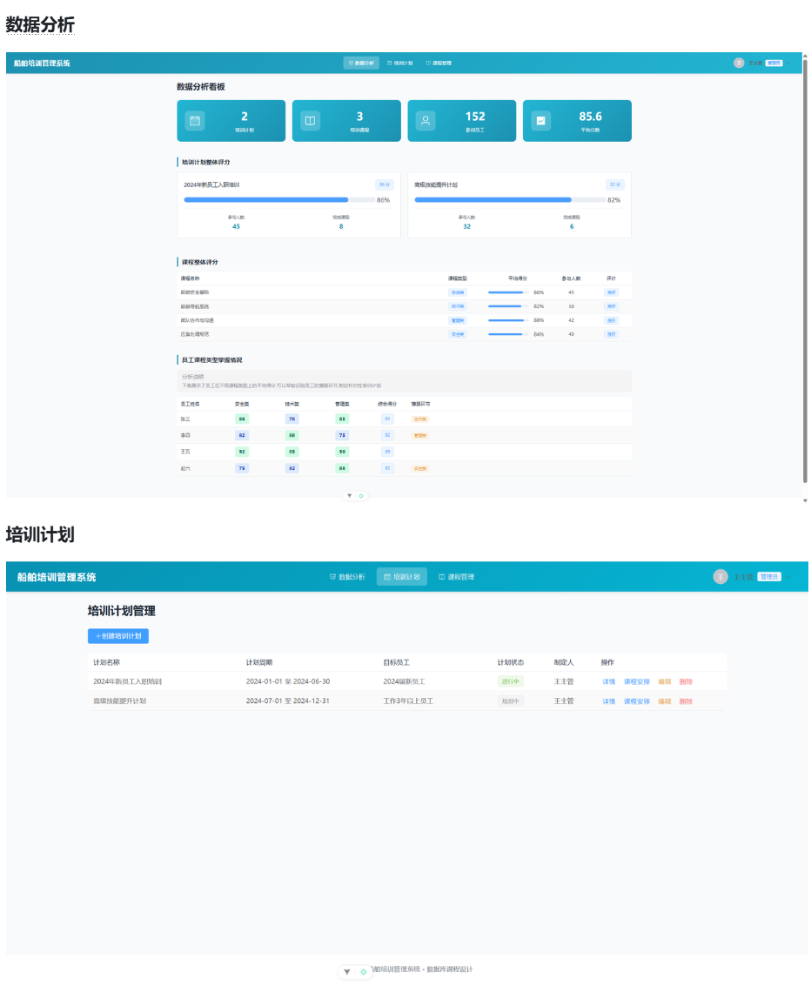 数据分析
船舶培训管理系统 数据分析 培训计划 课程管理 王 王主管 管理员
数据分析看板
2 3 152 85.6
培训计划 培训课程 参训员工 平均分数
培训计划整体评分
2024年新员工入职培训 86 分 高级技能提升计划 82 分
86% 82%
参与人数 完成课程 参与人数 完成课程
45 8 32 6
课程整体评分
课程名称 课程类型 平均得分 参与人数 评价
船舶安全基础 安全类 86% 45 良好
船舶导航系统 技术类 82% 38 良好
团队协作与沟通 管理类 88% 42 良好
应急处理规范 安全类 84% 40 良好
员工课程类型掌握情况
分析说明
下表展示了员工在不同课程类型上的平均得分,可以帮助识别员工的薄弱环节,制定针对性培训计划
员工姓名 安全类 技术类 管理类 综合得分 薄弱环节
张三 86 78 85 83 技术类
李四 82 88 75 82 管理类
王五 92 85 90 89
赵六 75 82 88 82 安全类
培训计划
船舶培训管理系统 数据分析 培训计划 课程管理 王 王主管 管理员
培训计划管理
+ 创建培训计划
计划名称 计划周期 目标员工 计划状态 制定人 操作
2024年新员工入职培训 2024-01-01 至 2024-06-30 2024届新员工 进行中 王主管 详情 课程安排 编辑 删除
高级技能提升计划 2024-07-01 至 2024-12-31 工作3年以上员工 规划中 王主管 详情 课程安排 编辑 删除
舶培训管理系统 - 数据库课程设计